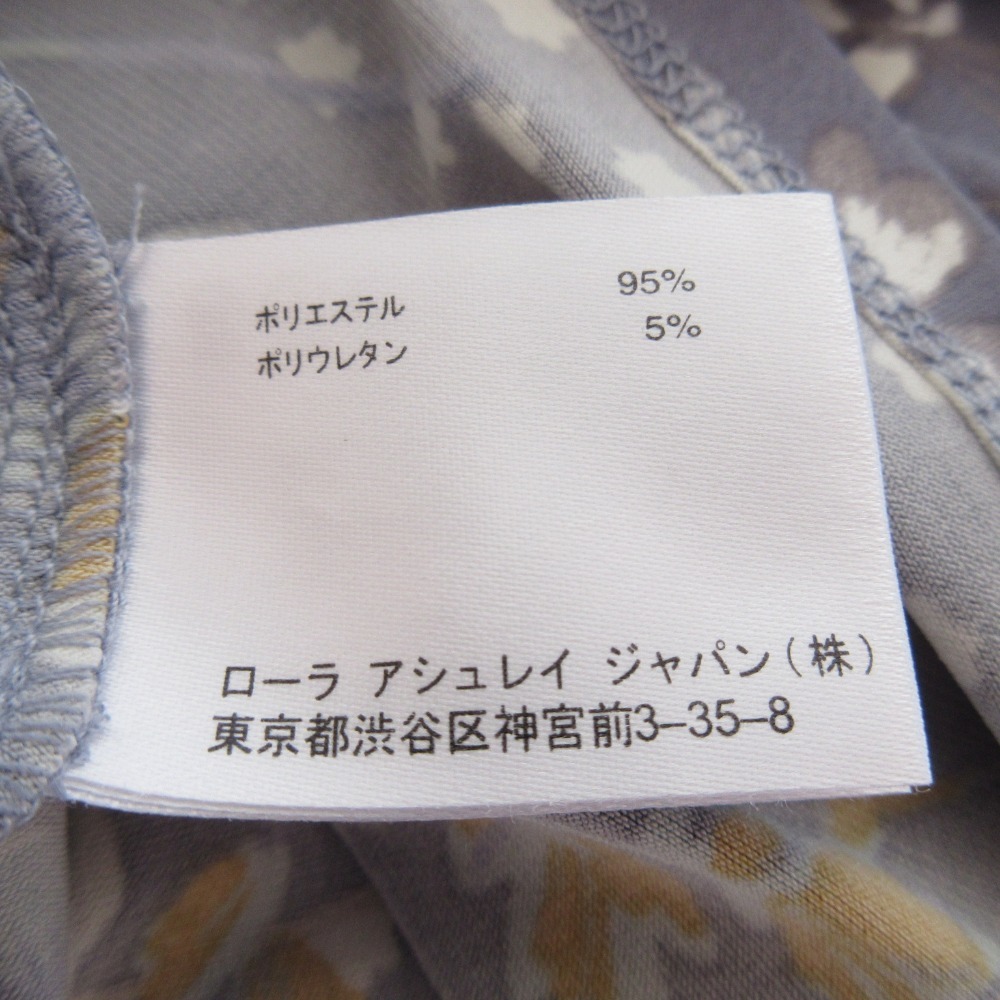 ポリエステル 95%
ポリウレタン 5%
ローラ アシュレイ ジャパン(株)
東京都渋谷区神宮前3-35-8